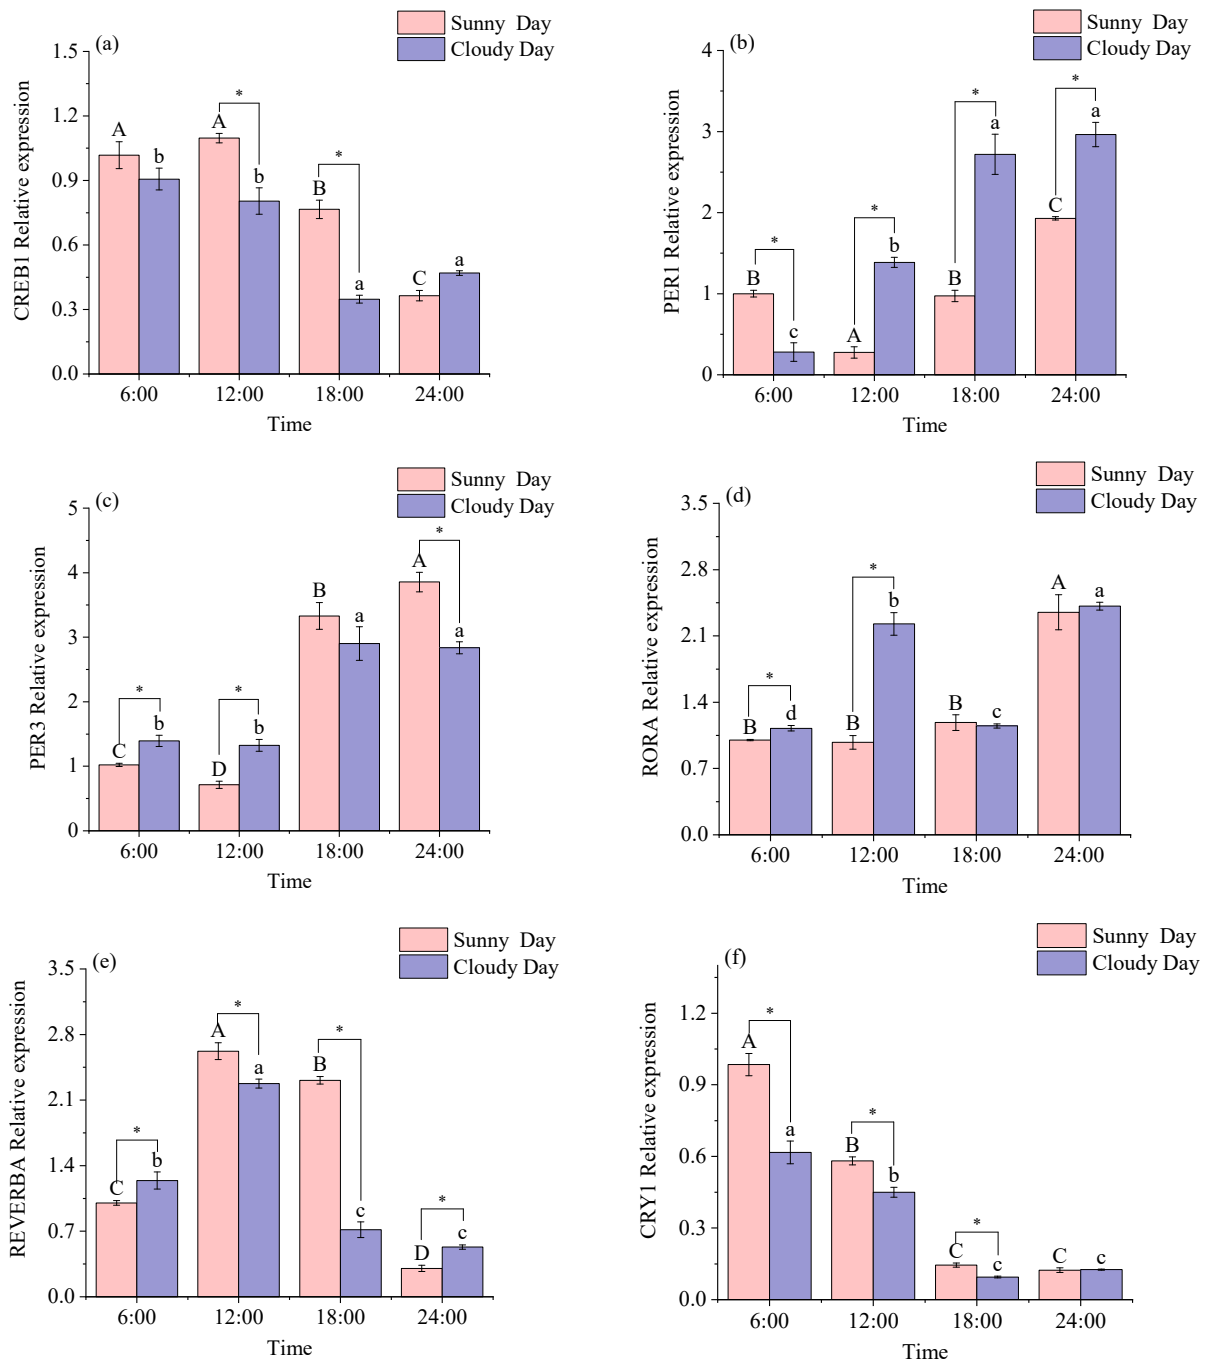 (a)
Sunny Day
Cloudy Day
CREB1 Relative expression
1.5
1.2
0.9
0.6
0.3
0.0
A
b
A
*
b
B
*
a
C
a
6:00
12:00
18:00
24:00
Time
(b)
Sunny Day
Cloudy Day
PER1 Relative expression
4
3
2
1
0
B
*
c
A
*
b
B
*
a
C
*
a
6:00
12:00
18:00
24:00
Time
(c)
Sunny Day
Cloudy Day
PER3 Relative expression
5
4
3
2
1
0
C
*
b
D
*
b
B
a
A
*
a
6:00
12:00
18:00
24:00
Time
(d)
Sunny Day
Cloudy Day
RORA Relative expression
3.5
2.8
2.1
1.4
0.7
0.0
B
*
d
B
*
b
B
c
A
a
6:00
12:00
18:00
24:00
Time
(e)
Sunny Day
Cloudy Day
REVERBA Relative expression
3.5
2.8
2.1
1.4
0.7
0.0
C
*
b
A
*
a
B
*
c
D
*
c
6:00
12:00
18:00
24:00
Time
(f)
Sunny Day
Cloudy Day
CRY1 Relative expression
1.2
0.9
0.6
0.3
0.0
A
*
a
B
*
b
C
*
c
C
c
6:00
12:00
18:00
24:00
Time